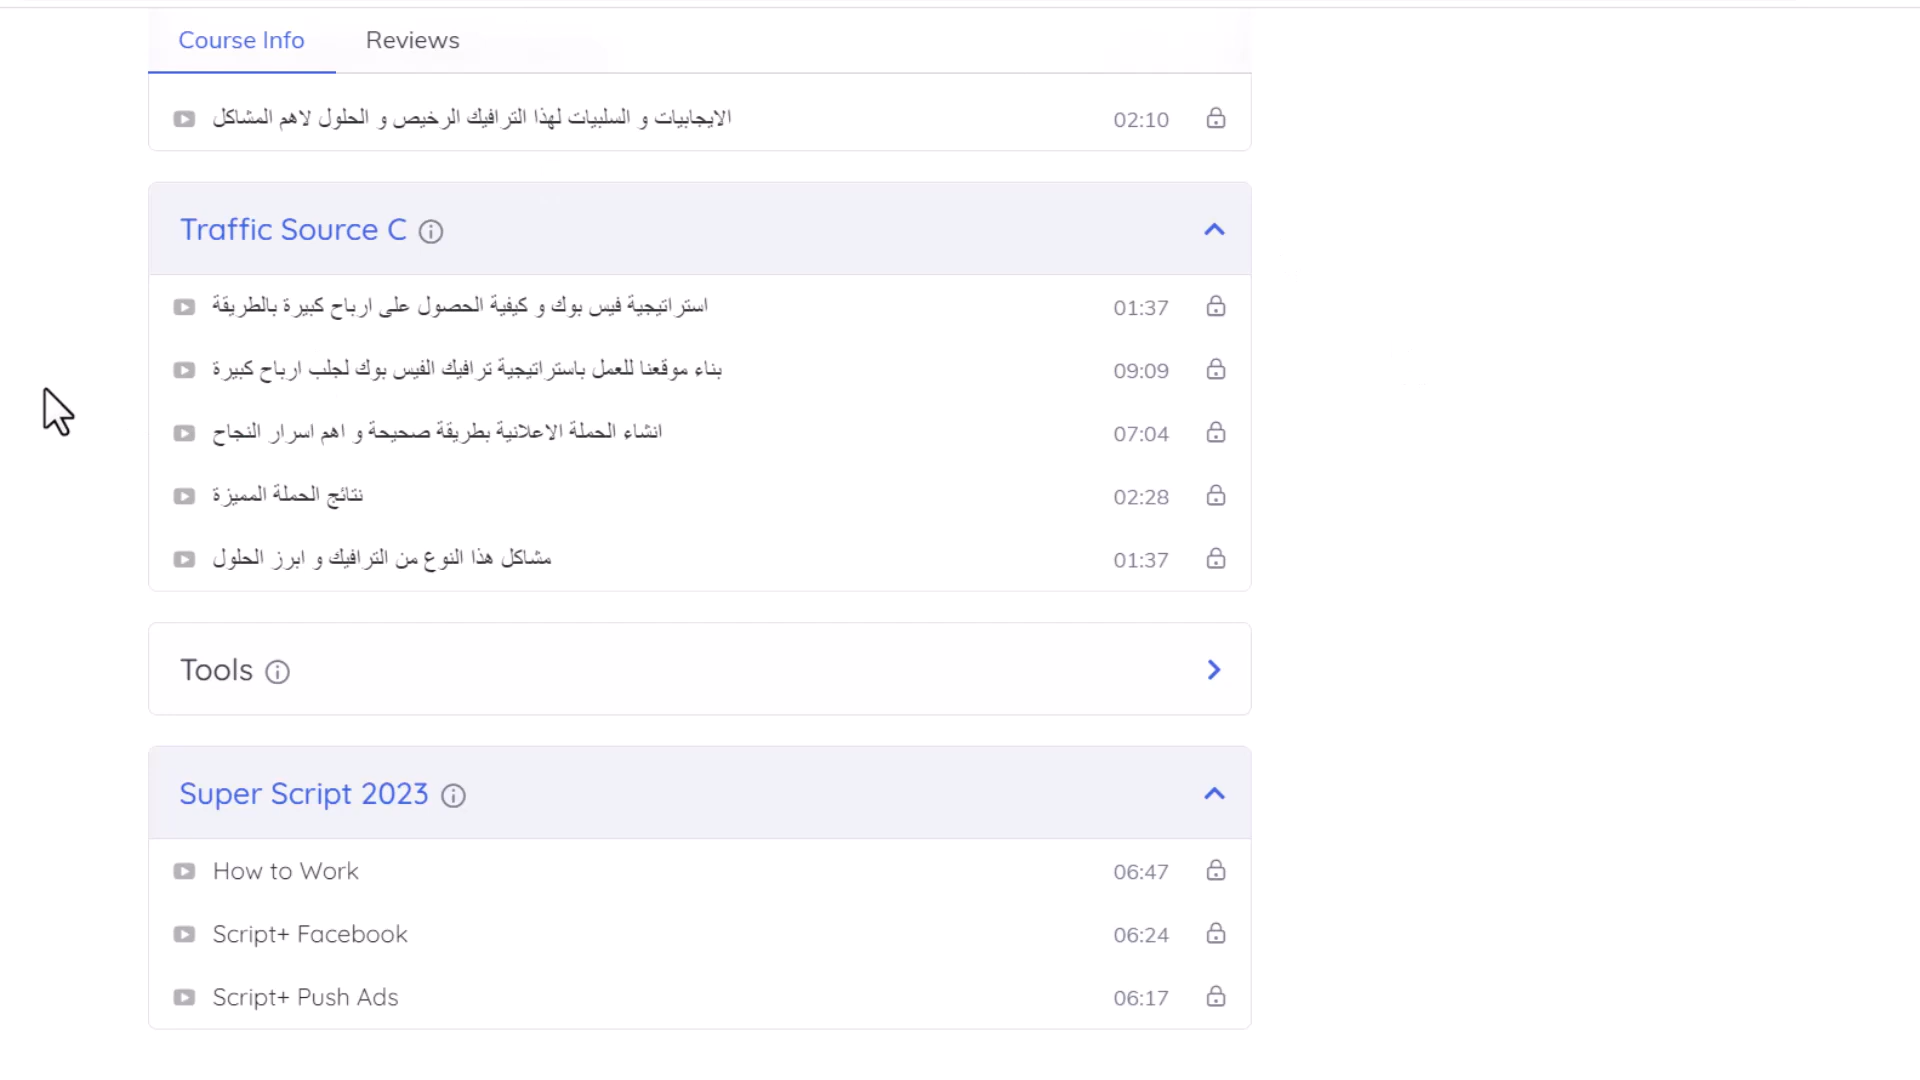 Course Info Reviews
الايجابيات و السلبيات لهذا الترافيك الرخيص و الحلول لاهم المشاكل 02:10
Traffic Source C
استراتيجية فيس بوك و كيفية الحصول على ارباح كبيرة بالطريقة 01:37
بناء موقعنا للعمل باستراتيجية ترافيك الفيس بوك لجلب ارباح كبيرة 09:09
انشاء الحملة الاعلانية بطريقة صحيحة و اهم اسرار النجاح 07:04
نتائج الحملة المميزة 02:28
مشاكل هذا النوع من الترافيك و ابرز الحلول 01:37
Tools
Super Script 2023
How to Work 06:47
Script+ Facebook 06:24
Script+ Push Ads 06:17